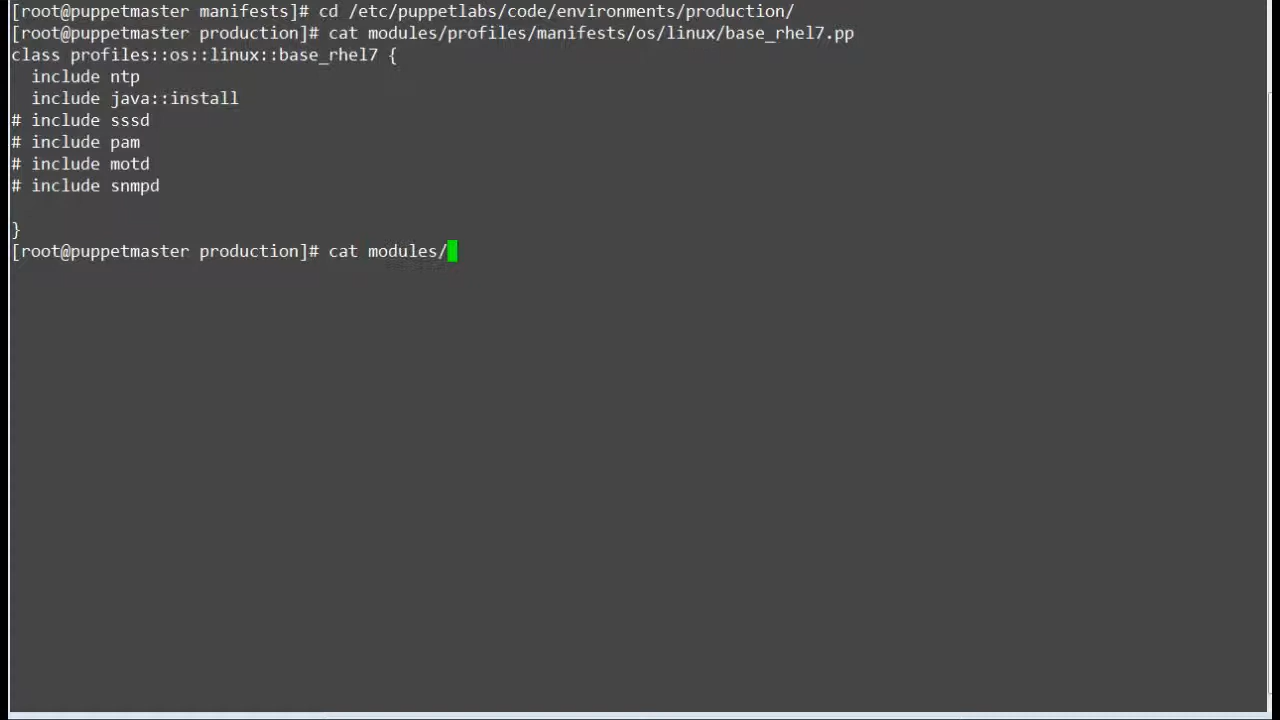 [root@puppetmaster manifests]# cd /etc/puppetlabs/code/environments/production/
[root@puppetmaster production]# cat modules/profiles/manifests/os/linux/base_rhel7.pp
class profiles::os::linux::base_rhel7 {
  include ntp
  include java::install
# include sssd
# include pam
# include motd
# include snmpd

}
[root@puppetmaster production]# cat modules/